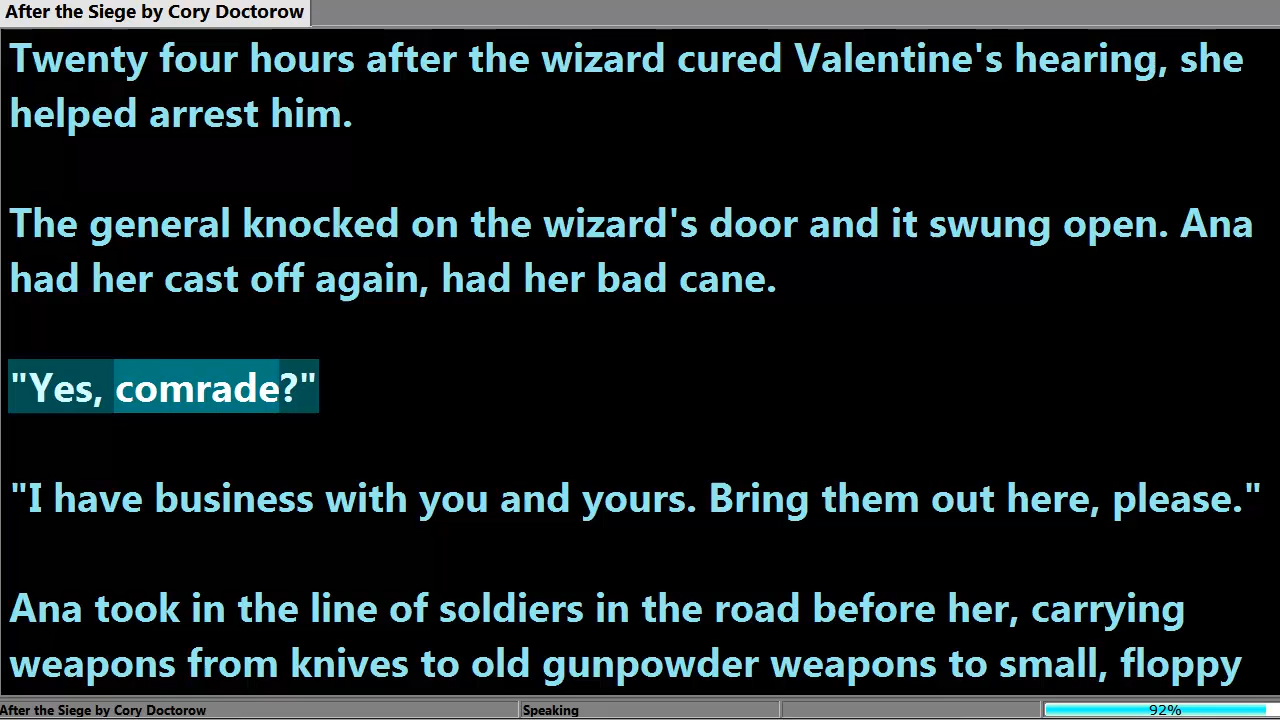 After the Siege by Cory Doctorow
Twenty four hours after the wizard cured Valentine's hearing, she
helped arrest him.
The general knocked on the wizard's door and it swung open. Ana
had her cast off again, had her bad cane.
"Yes, comrade?"
"I have business with you and yours. Bring them out here, please."
Ana took in the line of soldiers in the road before her, carrying
weapons from knives to old gunpowder weapons to small, floppy
After the Siege by Cory Doctorow
Speaking
92%